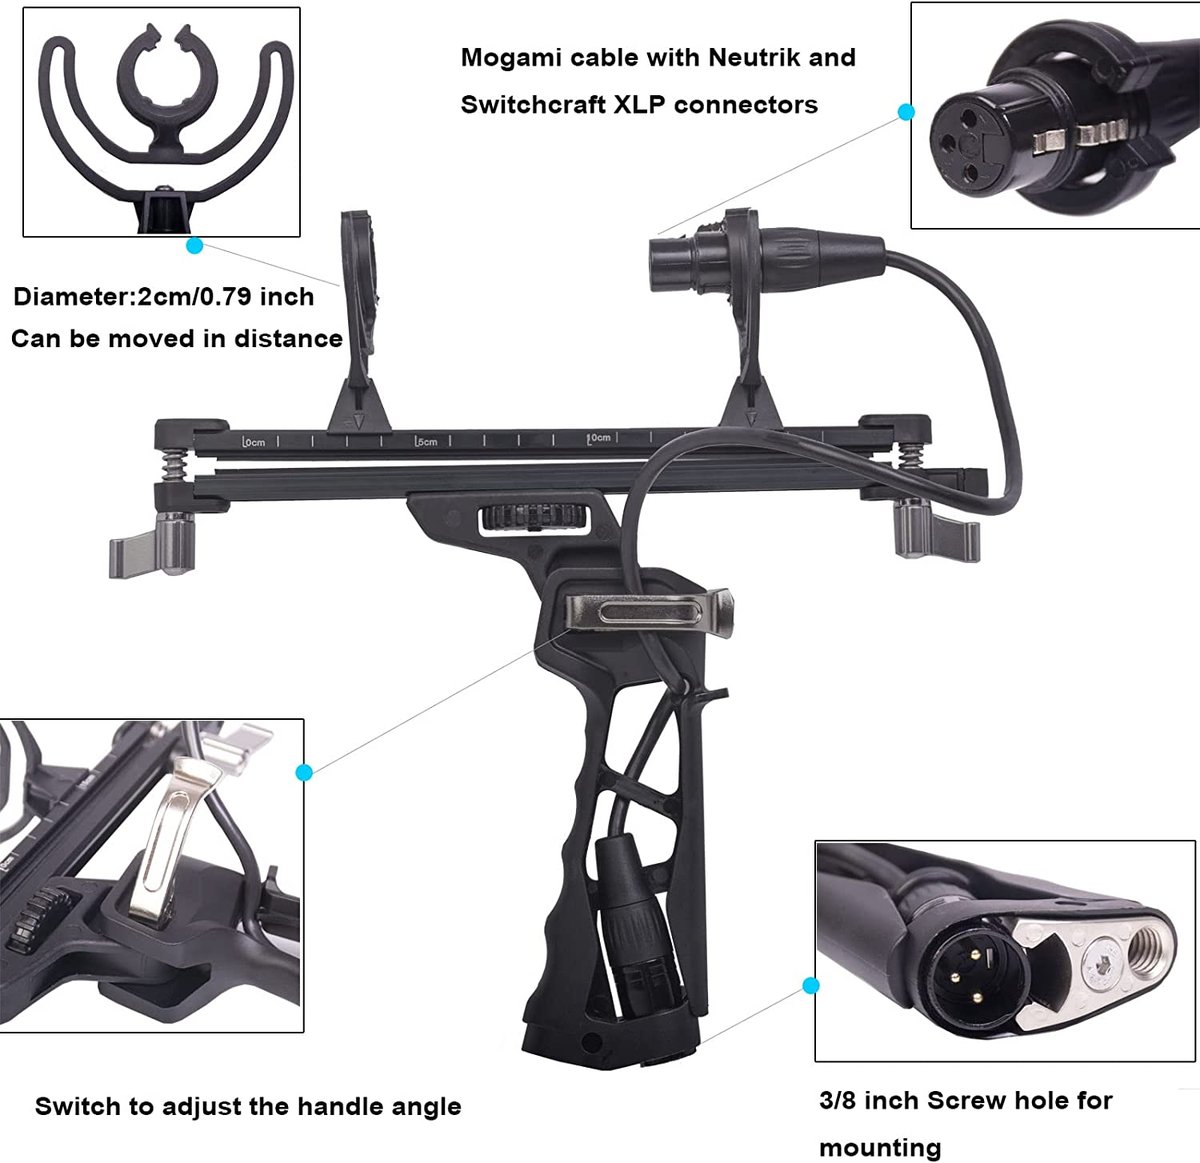 Mogami cable with Neutrik and
Switchcraft XLP connectors
Diameter:2cm/0.79 inch
Can be moved in distance
0cm
5cm
10cm
Switch to adjust the handle angle
3/8 inch Screw hole for
mounting